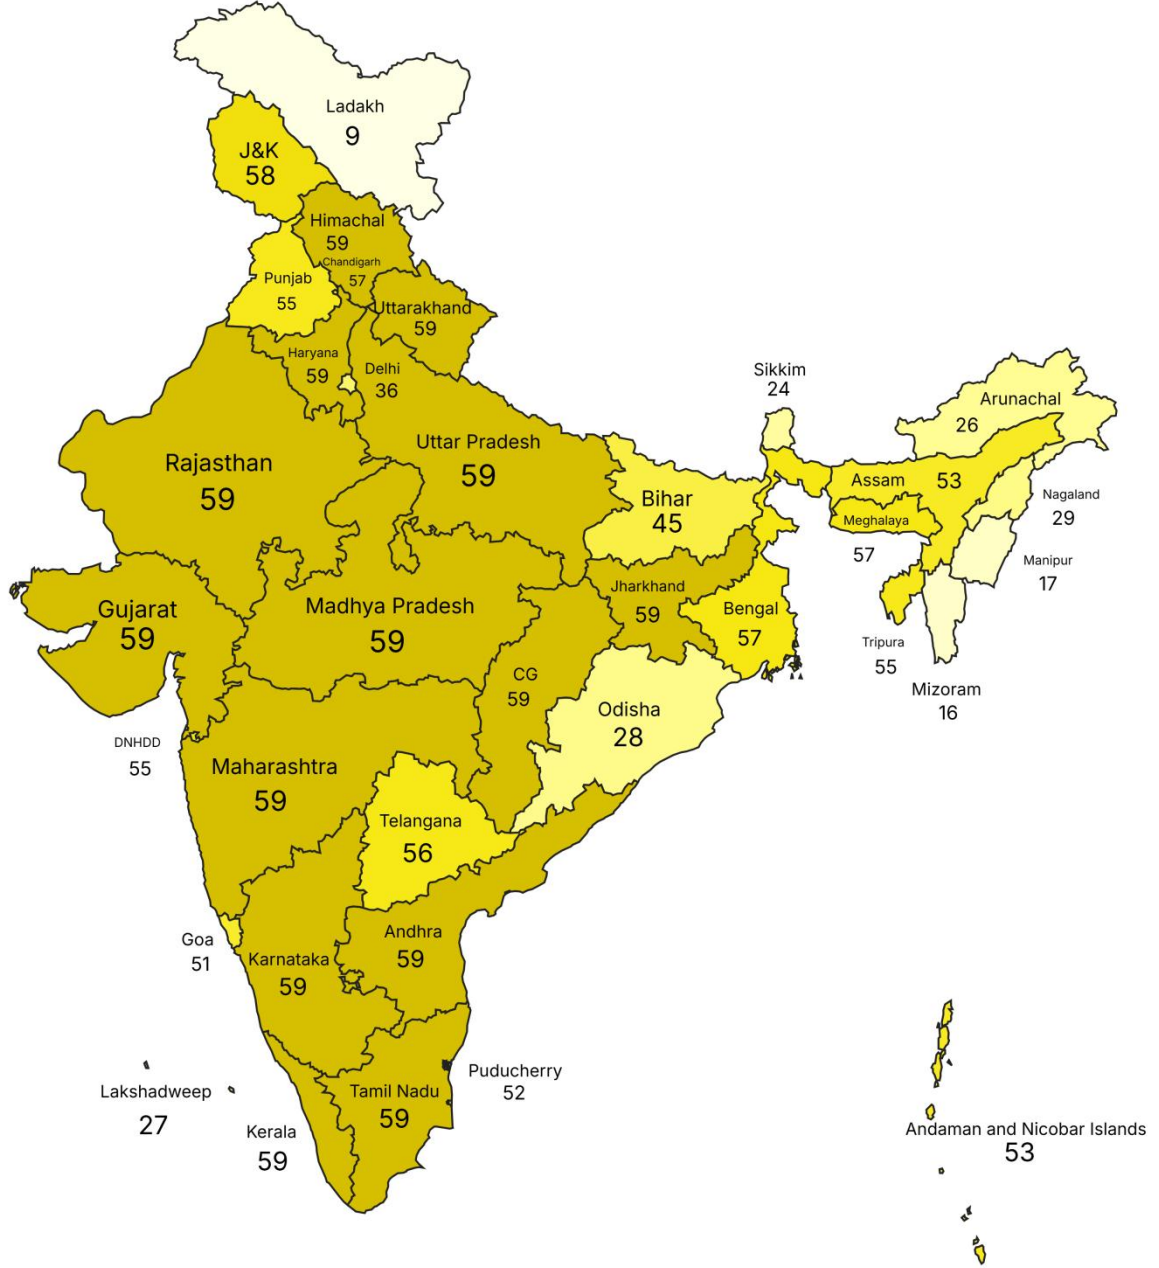 Ladakh
9
J&K
58
Himachal
59
Chandigarh
57
Punjab
55
Uttarakhand
59
Haryana
59
Delhi
36
Sikkim
24
Arunachal
26
Rajasthan
59
Uttar Pradesh
59
Bihar
45
Assam 53
Nagaland
29
Meghalaya
57
Manipur
17
Gujarat
59
Madhya Pradesh
59
Jharkhand
59
Bengal
57
Tripura
55
Mizoram
16
CG
59
Odisha
28
DNHDD
55
Maharashtra
59
Telangana
56
Goa
51
Karnataka
59
Andhra
59
Lakshadweep
27
Kerala
59
Tamil Nadu
59
Puducherry
52
Andaman and Nicobar Islands
53